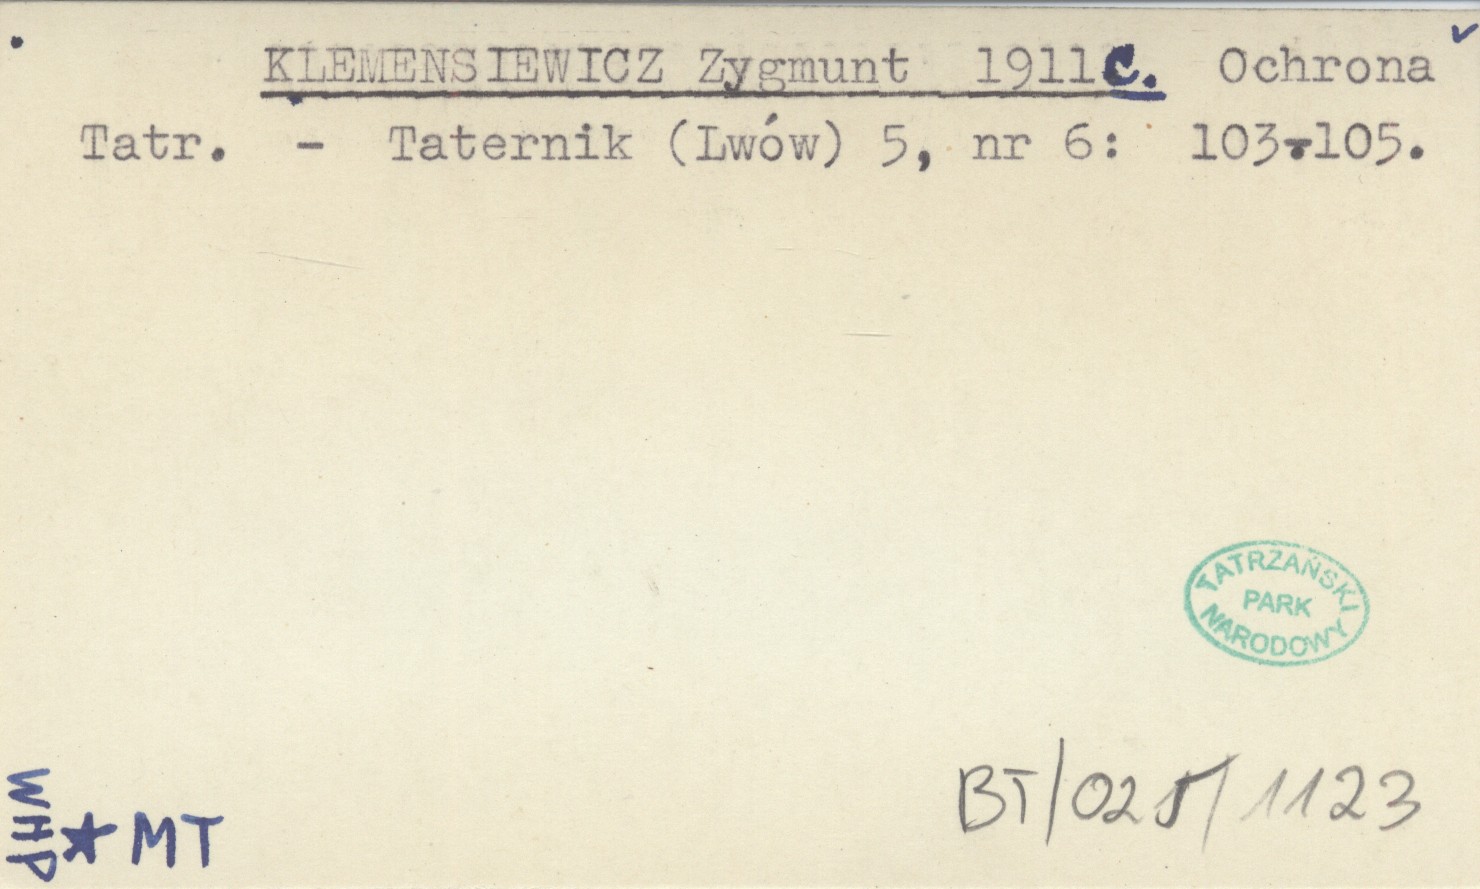 KLEMENSIEWICZ Zygmunt 1911c. Ochrona
Tatr. - Taternik (Lwów) 5, nr 6: 103-105.
TATRZAŃSKI
PARK
NARODOWY
BT/025/1123
WHP
★ MT